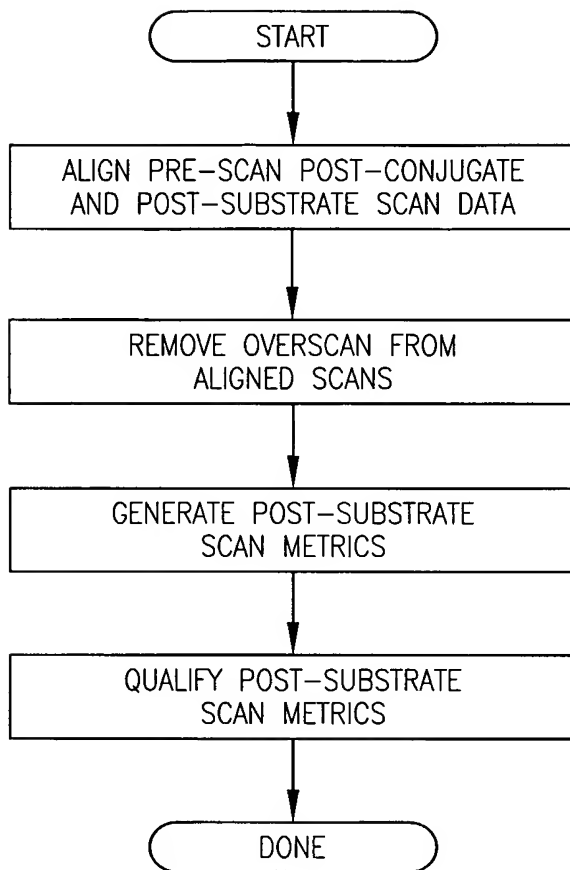 START
ALIGN PRE-SCAN POST-CONJUGATE
AND POST-SUBSTRATE SCAN DATA
REMOVE OVERSCAN FROM
ALIGNED SCANS
GENERATE POST-SUBSTRATE
SCAN METRICS
QUALIFY POST-SUBSTRATE
SCAN METRICS
DONE